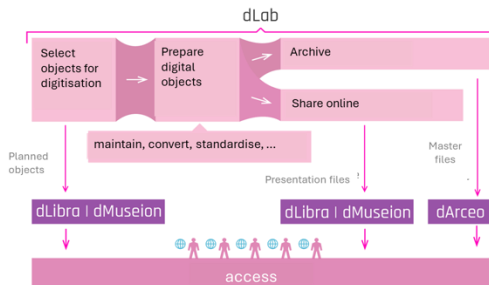 dLab
Select
objects for
digitisation
Prepare
digital
objects
Archive
Share online
maintain, convert, standardise, ...
Planned
objects
Presentation files
Master
files
dLibra | dMuseion
dLibra | dMuseion
dArceo
access